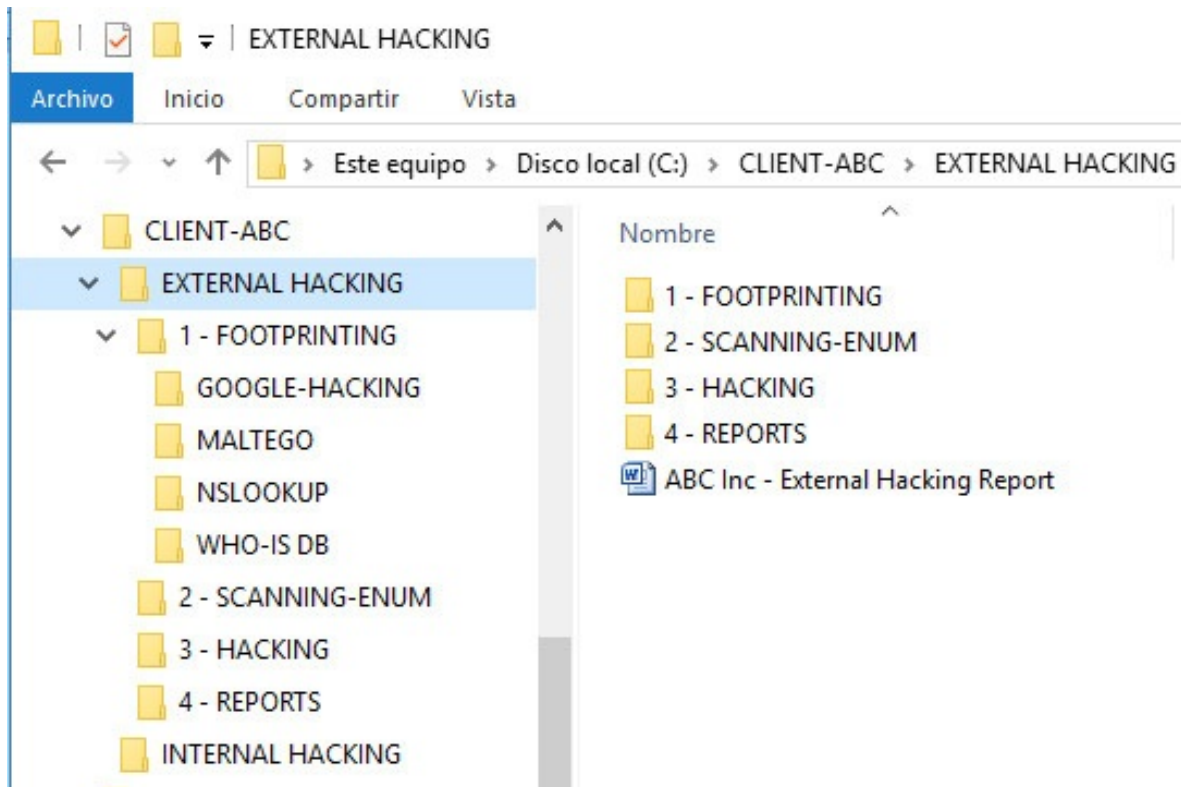 EXTERNAL HACKING
Archivo Inicio Compartir Vista
Este equipo > Disco local (C:) > CLIENT-ABC > EXTERNAL HACKING
CLIENT-ABC
EXTERNAL HACKING
1 - FOOTPRINTING
GOOGLE-HACKING
MALTEGO
NSLOOKUP
WHO-IS DB
2 - SCANNING-ENUM
3 - HACKING
4 - REPORTS
INTERNAL HACKING
Nombre
1 - FOOTPRINTING
2 - SCANNING-ENUM
3 - HACKING
4 - REPORTS
ABC Inc - External Hacking Report